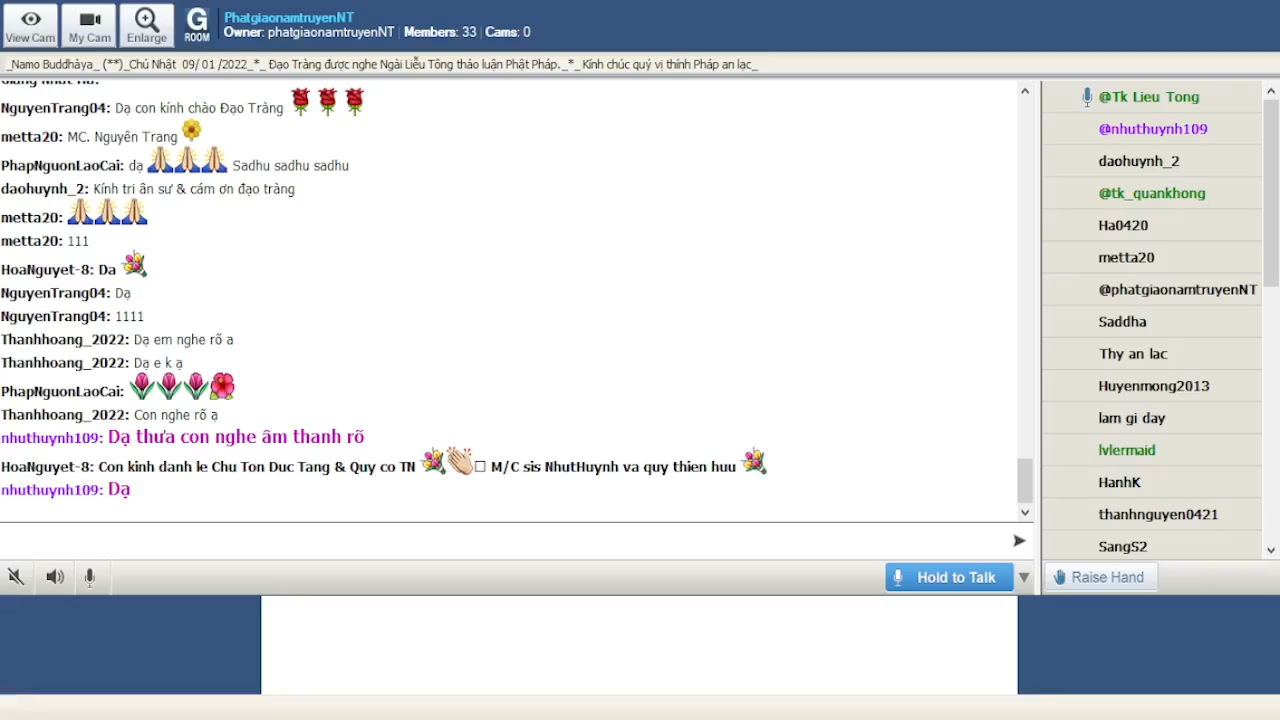 View Cam
My Cam
Enlarge
G ROOM
PhatgiaonamtruyenNT
Owner: phatgiaonamtruyenNT | Members: 33 | Cams: 0
_Namo Buddhàya_ (**)_Chủ Nhật 09/ 01 /2022_*_ Đạo Tràng được nghe Ngài Liễu Tông thảo luận Phật Pháp._*_Kính chúc quý vị thính Pháp an lạc_
NguyenTrang04: Dạ con kính chào Đạo Tràng
metta20: MC. Nguyên Trang
PhapNguonLaoCai: dạ Sadhu sadhu sadhu
daohuynh_2: Kính tri ân sư & cám ơn đạo tràng
metta20:
metta20: 111
HoaNguyet-8: Da
NguyenTrang04: Dạ
NguyenTrang04: 1111
Thanhhoang_2022: Dạ em nghe rõ a
Thanhhoang_2022: Dạ e k ạ
PhapNguonLaoCai:
Thanhhoang_2022: Con nghe rõ ạ
nhuthuynh109: Dạ thưa con nghe âm thanh rõ
HoaNguyet-8: Con kinh danh le Chu Ton Duc Tang & Quy co TN M/C sis NhutHuynh va quy thien huu
nhuthuynh109: Dạ
@Tk Lieu Tong
@nhuthuynh109
daohuynh_2
@tk_quankhong
Ha0420
metta20
@phatgiaonamtruyenNT
Saddha
Thy an lac
Huyenmong2013
lam gi day
lvlermaid
HanhK
thanhnguyen0421
SangS2
Hold to Talk
Raise Hand